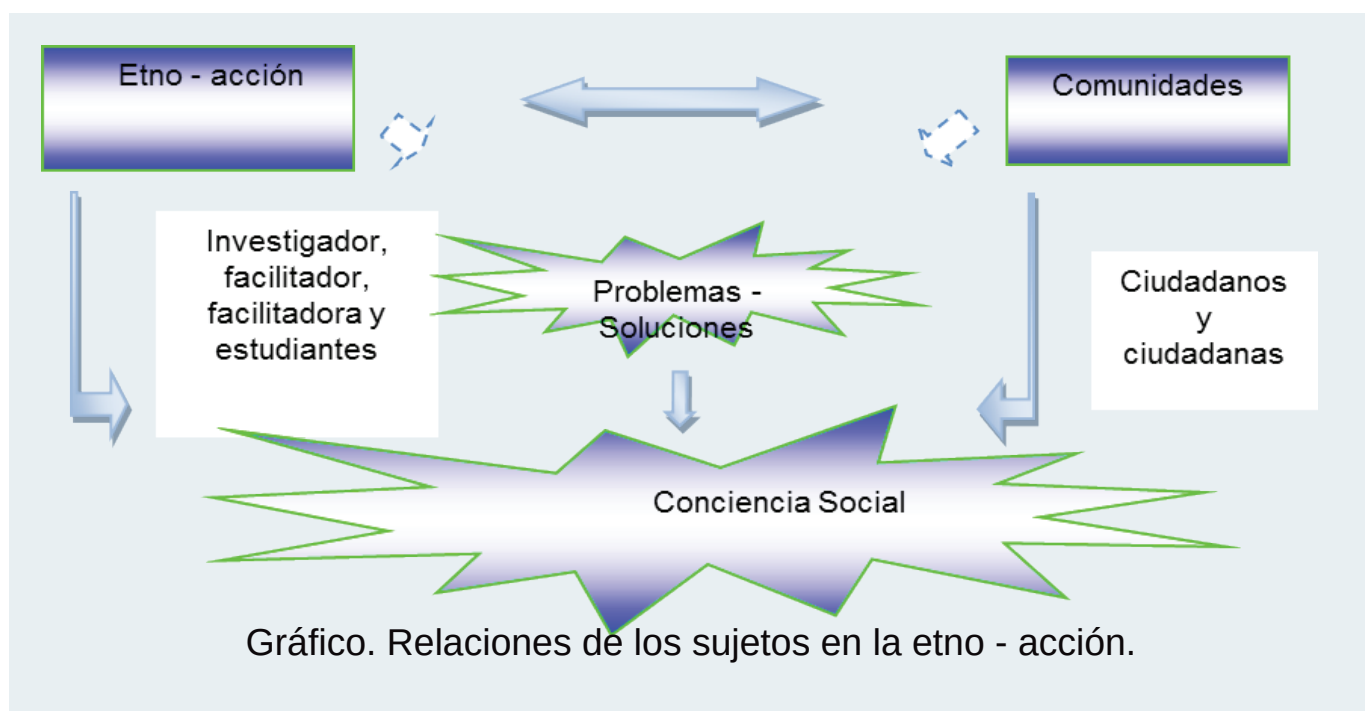 Etno - acción
Comunidades
Investigador,
facilitador,
facilitadora y
estudiantes
Problemas -
Soluciones
Ciudadanos
y
ciudadanas
Conciencia Social
Gráfico. Relaciones de los sujetos en la etno - acción.